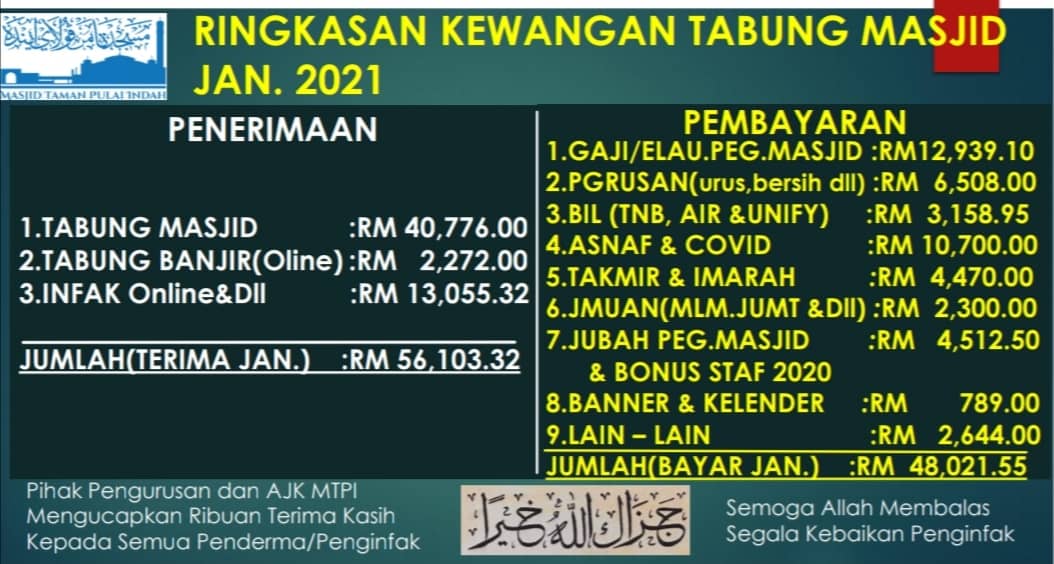 مسجد تامن ڤولاي اينده
MASJID TAMAN PULAI INDAH
RINGKASAN KEWANGAN TABUNG MASJID
JAN. 2021
PENERIMAAN
1.TABUNG MASJID :RM 40,776.00
2.TABUNG BANJIR(Oline) :RM 2,272.00
3.INFAK Online&Dll :RM 13,055.32
JUMLAH(TERIMA JAN.) :RM 56,103.32
PEMBAYARAN
1.GAJI/ELAU.PEG.MASJID :RM12,939.10
2.PGRUSAN(urus,bersih dll) :RM 6,508.00
3.BIL (TNB, AIR &UNIFY) :RM 3,158.95
4.ASNAF & COVID :RM 10,700.00
5.TAKMIR & IMARAH :RM 4,470.00
6.JMUAN(MLM.JUMT &Dll) :RM 2,300.00
7.JUBAH PEG.MASJID :RM 4,512.50
& BONUS STAF 2020
8.BANNER & KELENDER :RM 789.00
9.LAIN – LAIN :RM 2,644.00
JUMLAH(BAYAR JAN.) :RM 48,021.55
Pihak Pengurusan dan AJK MTPI
Mengucapkan Ribuan Terima Kasih
Kepada Semua Penderma/Penginfak
جزاك الله خيرا
Semoga Allah Membalas
Segala Kebaikan Penginfak